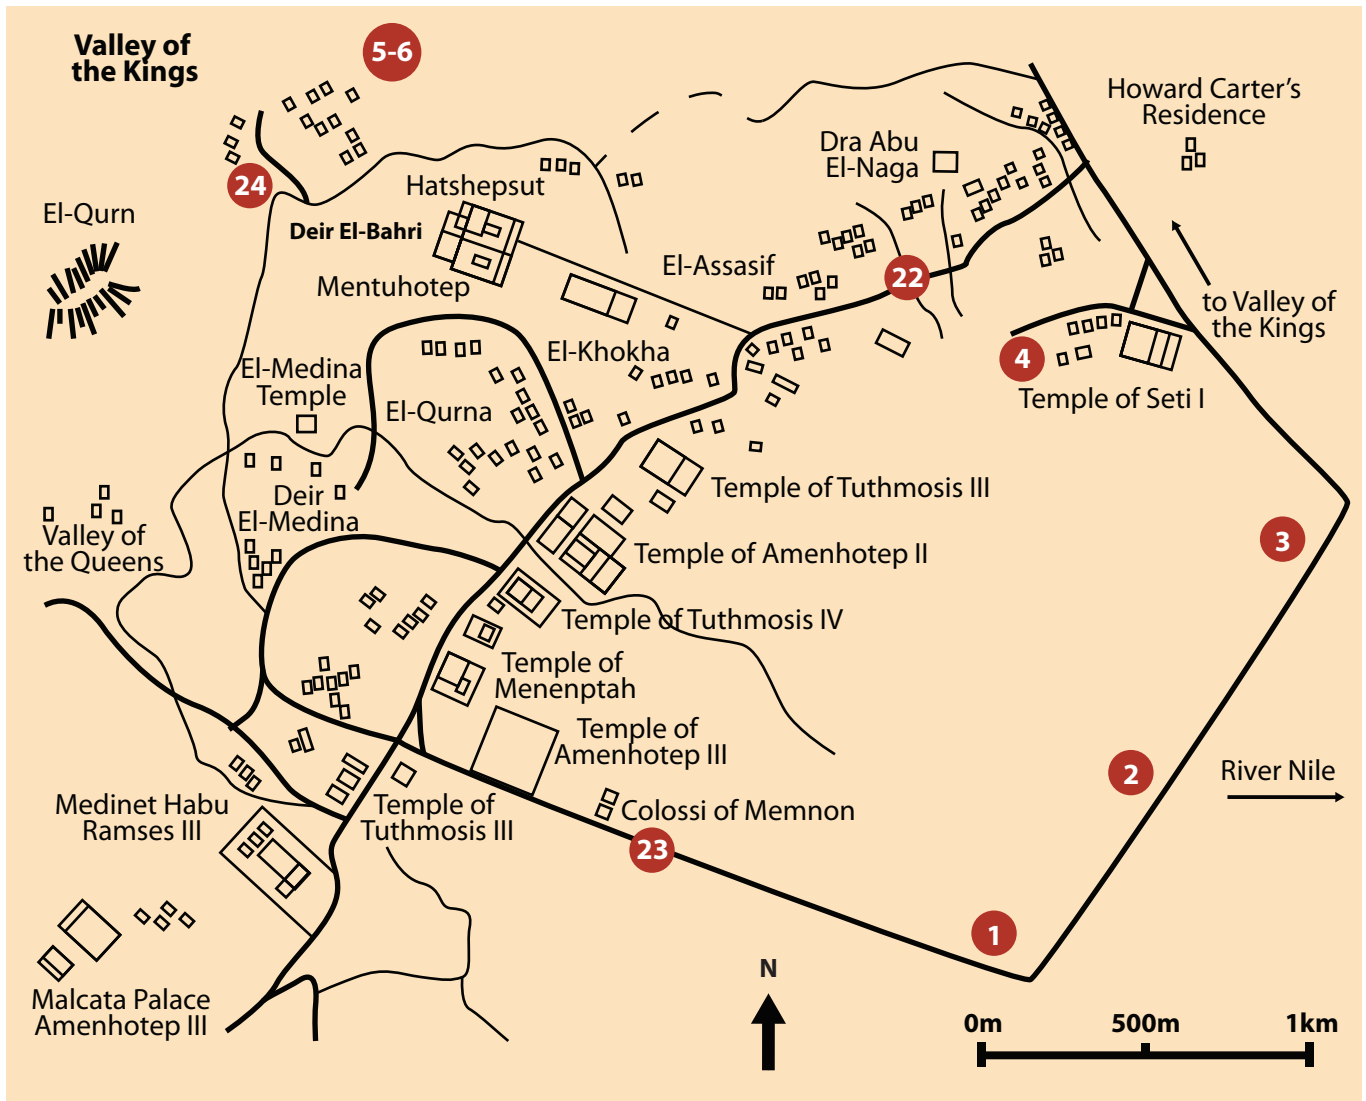 Valley of
the Kings
5-6
Howard Carter's
Residence
Dra Abu
El-Naga
24
Hatshepsut
El-Qurn
Deir El-Bahri
El-Assasif
22
Mentuhotep
to Valley of
the Kings
El-Khokha
4
El-Medina
Temple
El-Qurna
Temple of Seti I
Temple of Tuthmosis III
Deir
El-Medina
Valley of
the Queens
3
Temple of Amenhotep II
Temple of Tuthmosis IV
Temple of
Menenptah
Temple of
Amenhotep III
2
River Nile
Medinet Habu
Ramses III
Temple of
Tuthmosis III
Colossi of Memnon
23
1
N
Malcata Palace
Amenhotep III
0m
500m
1km